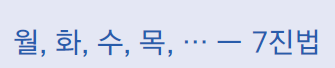 월, 화, 수, 목, ⋯ — 7진법